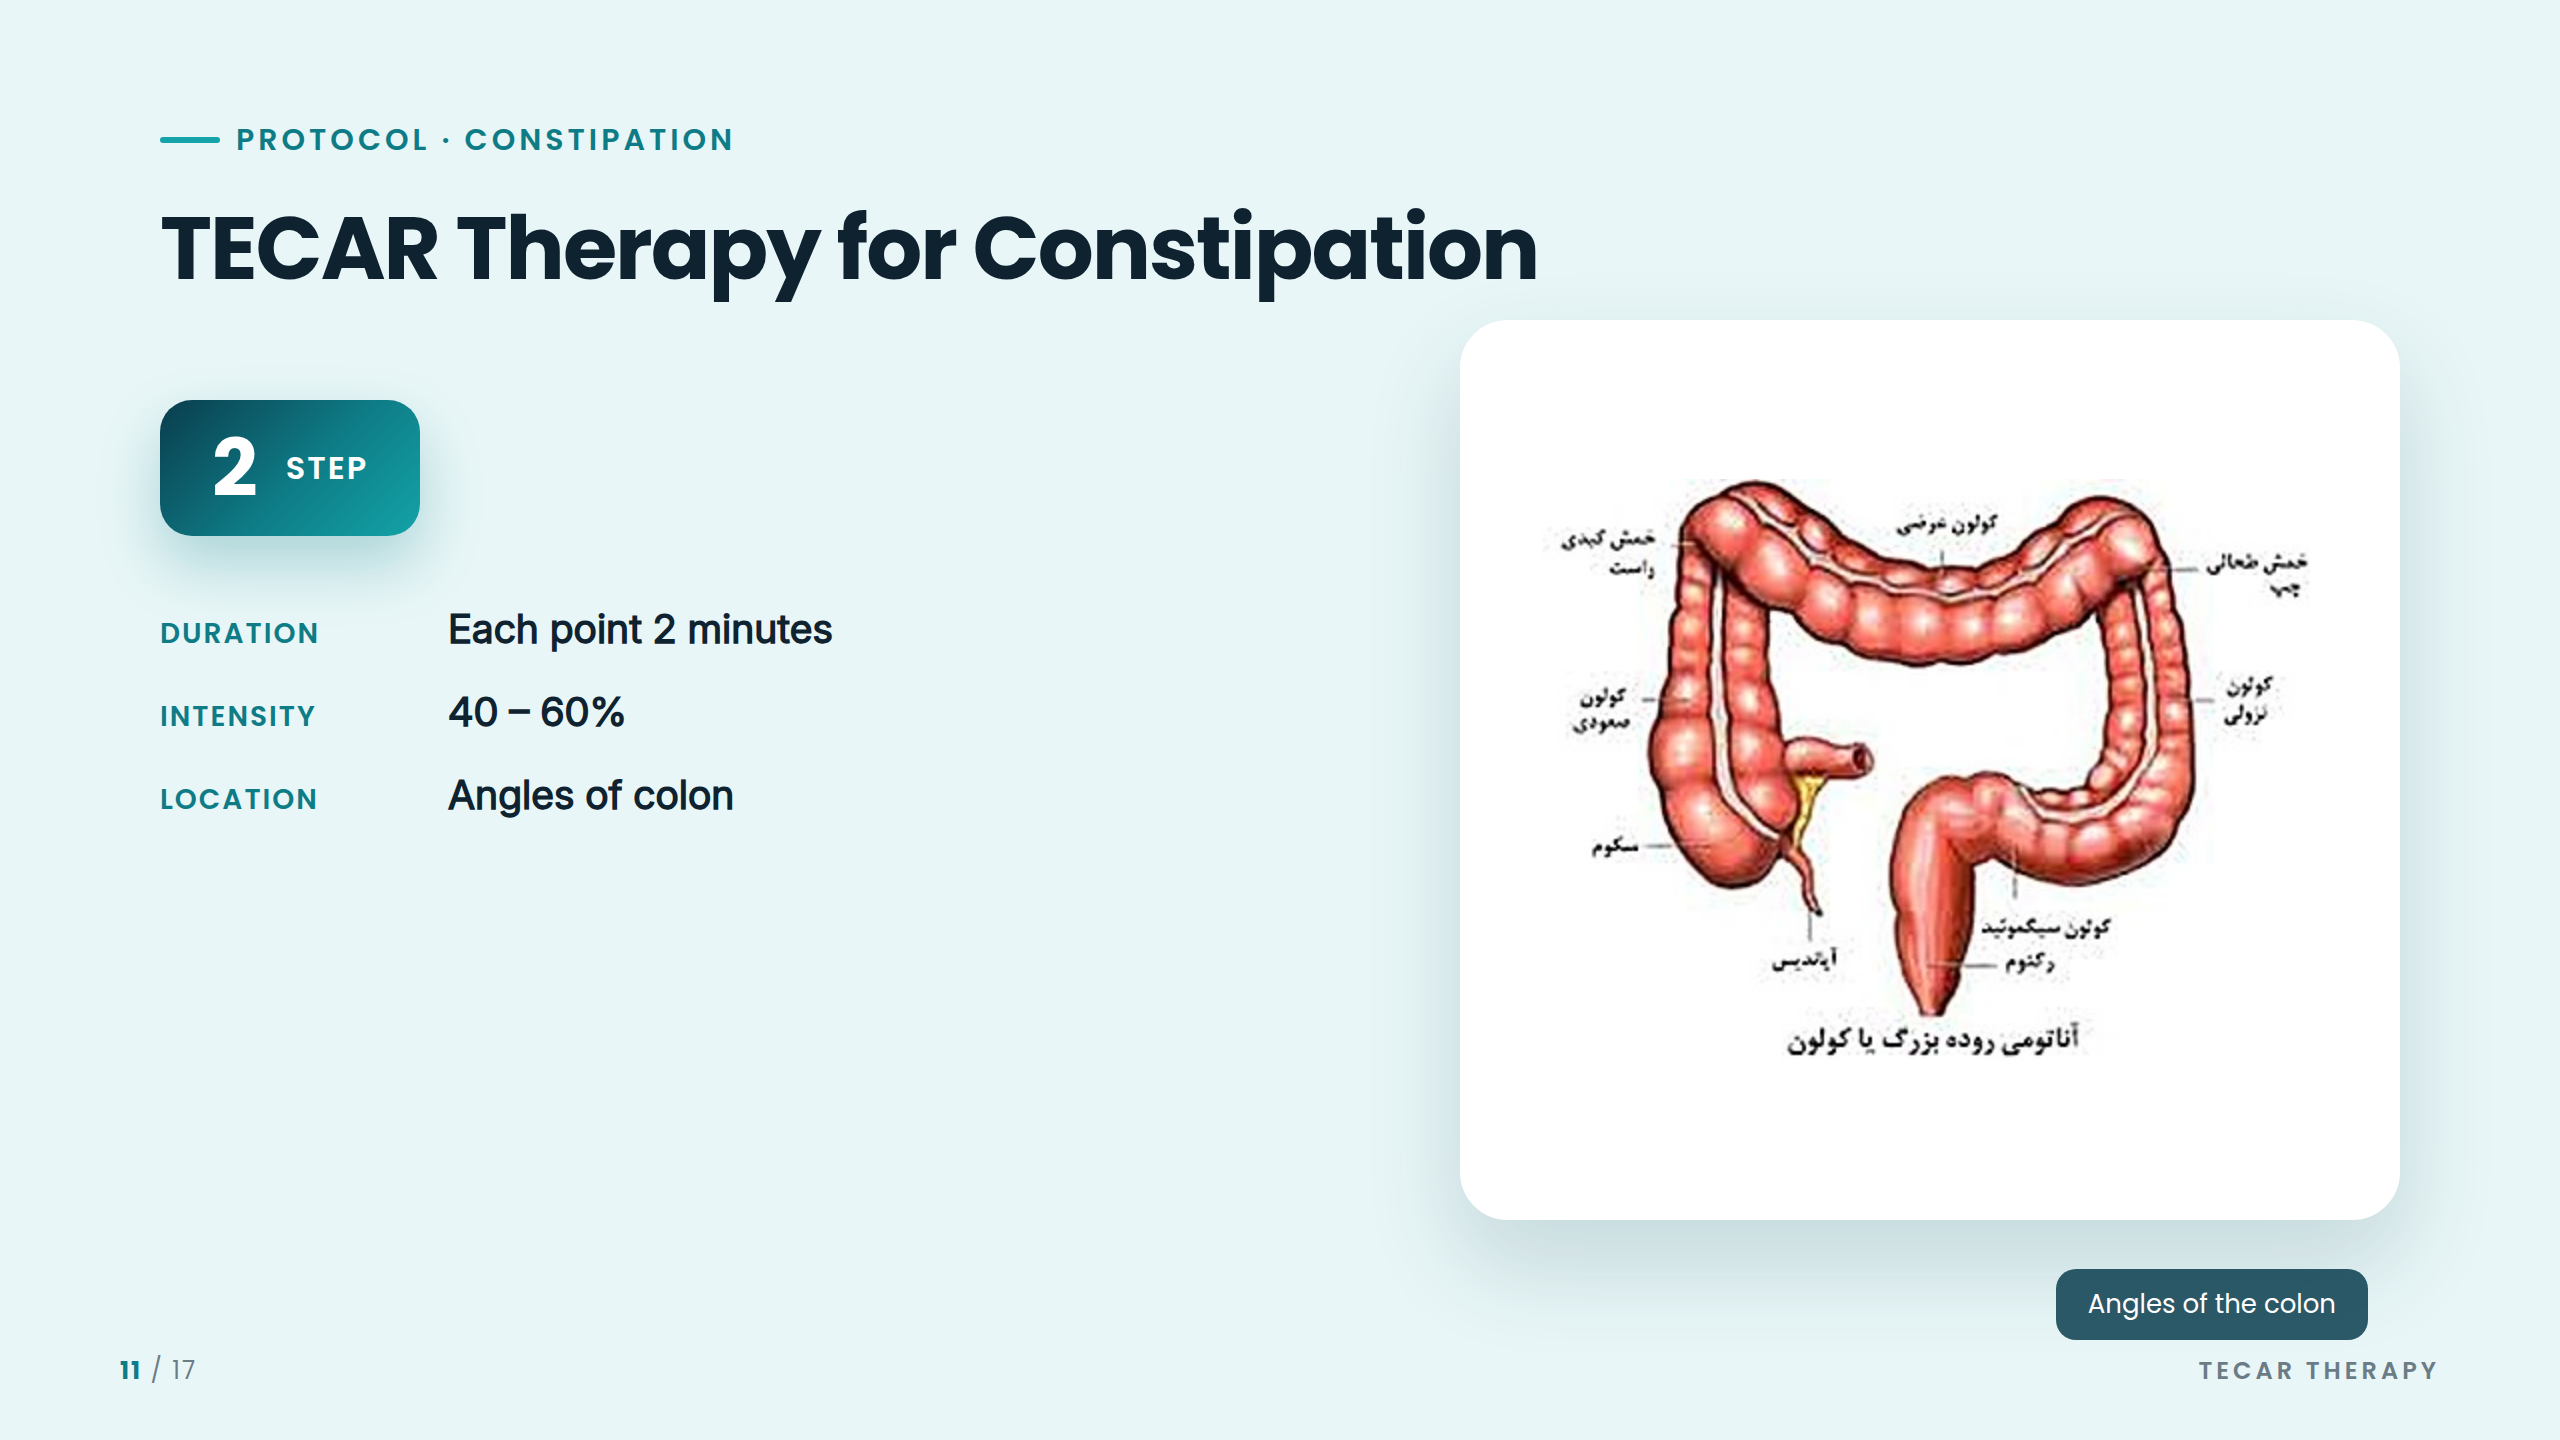 PROTOCOL · CONSTIPATION
TECAR Therapy for Constipation
2 STEP
DURATION Each point 2 minutes
INTENSITY 40 – 60%
LOCATION Angles of colon
کولون عرضی
خمش کبدی
راست
خمش طحالی
چپ
کولون
صعودی
کولون
نزولی
سکوم
کولون سیگموئید
آپاندیس
رکتوم
آناتومی روده بزرگ یا کولون
Angles of the colon
11 / 17
TECAR THERAPY